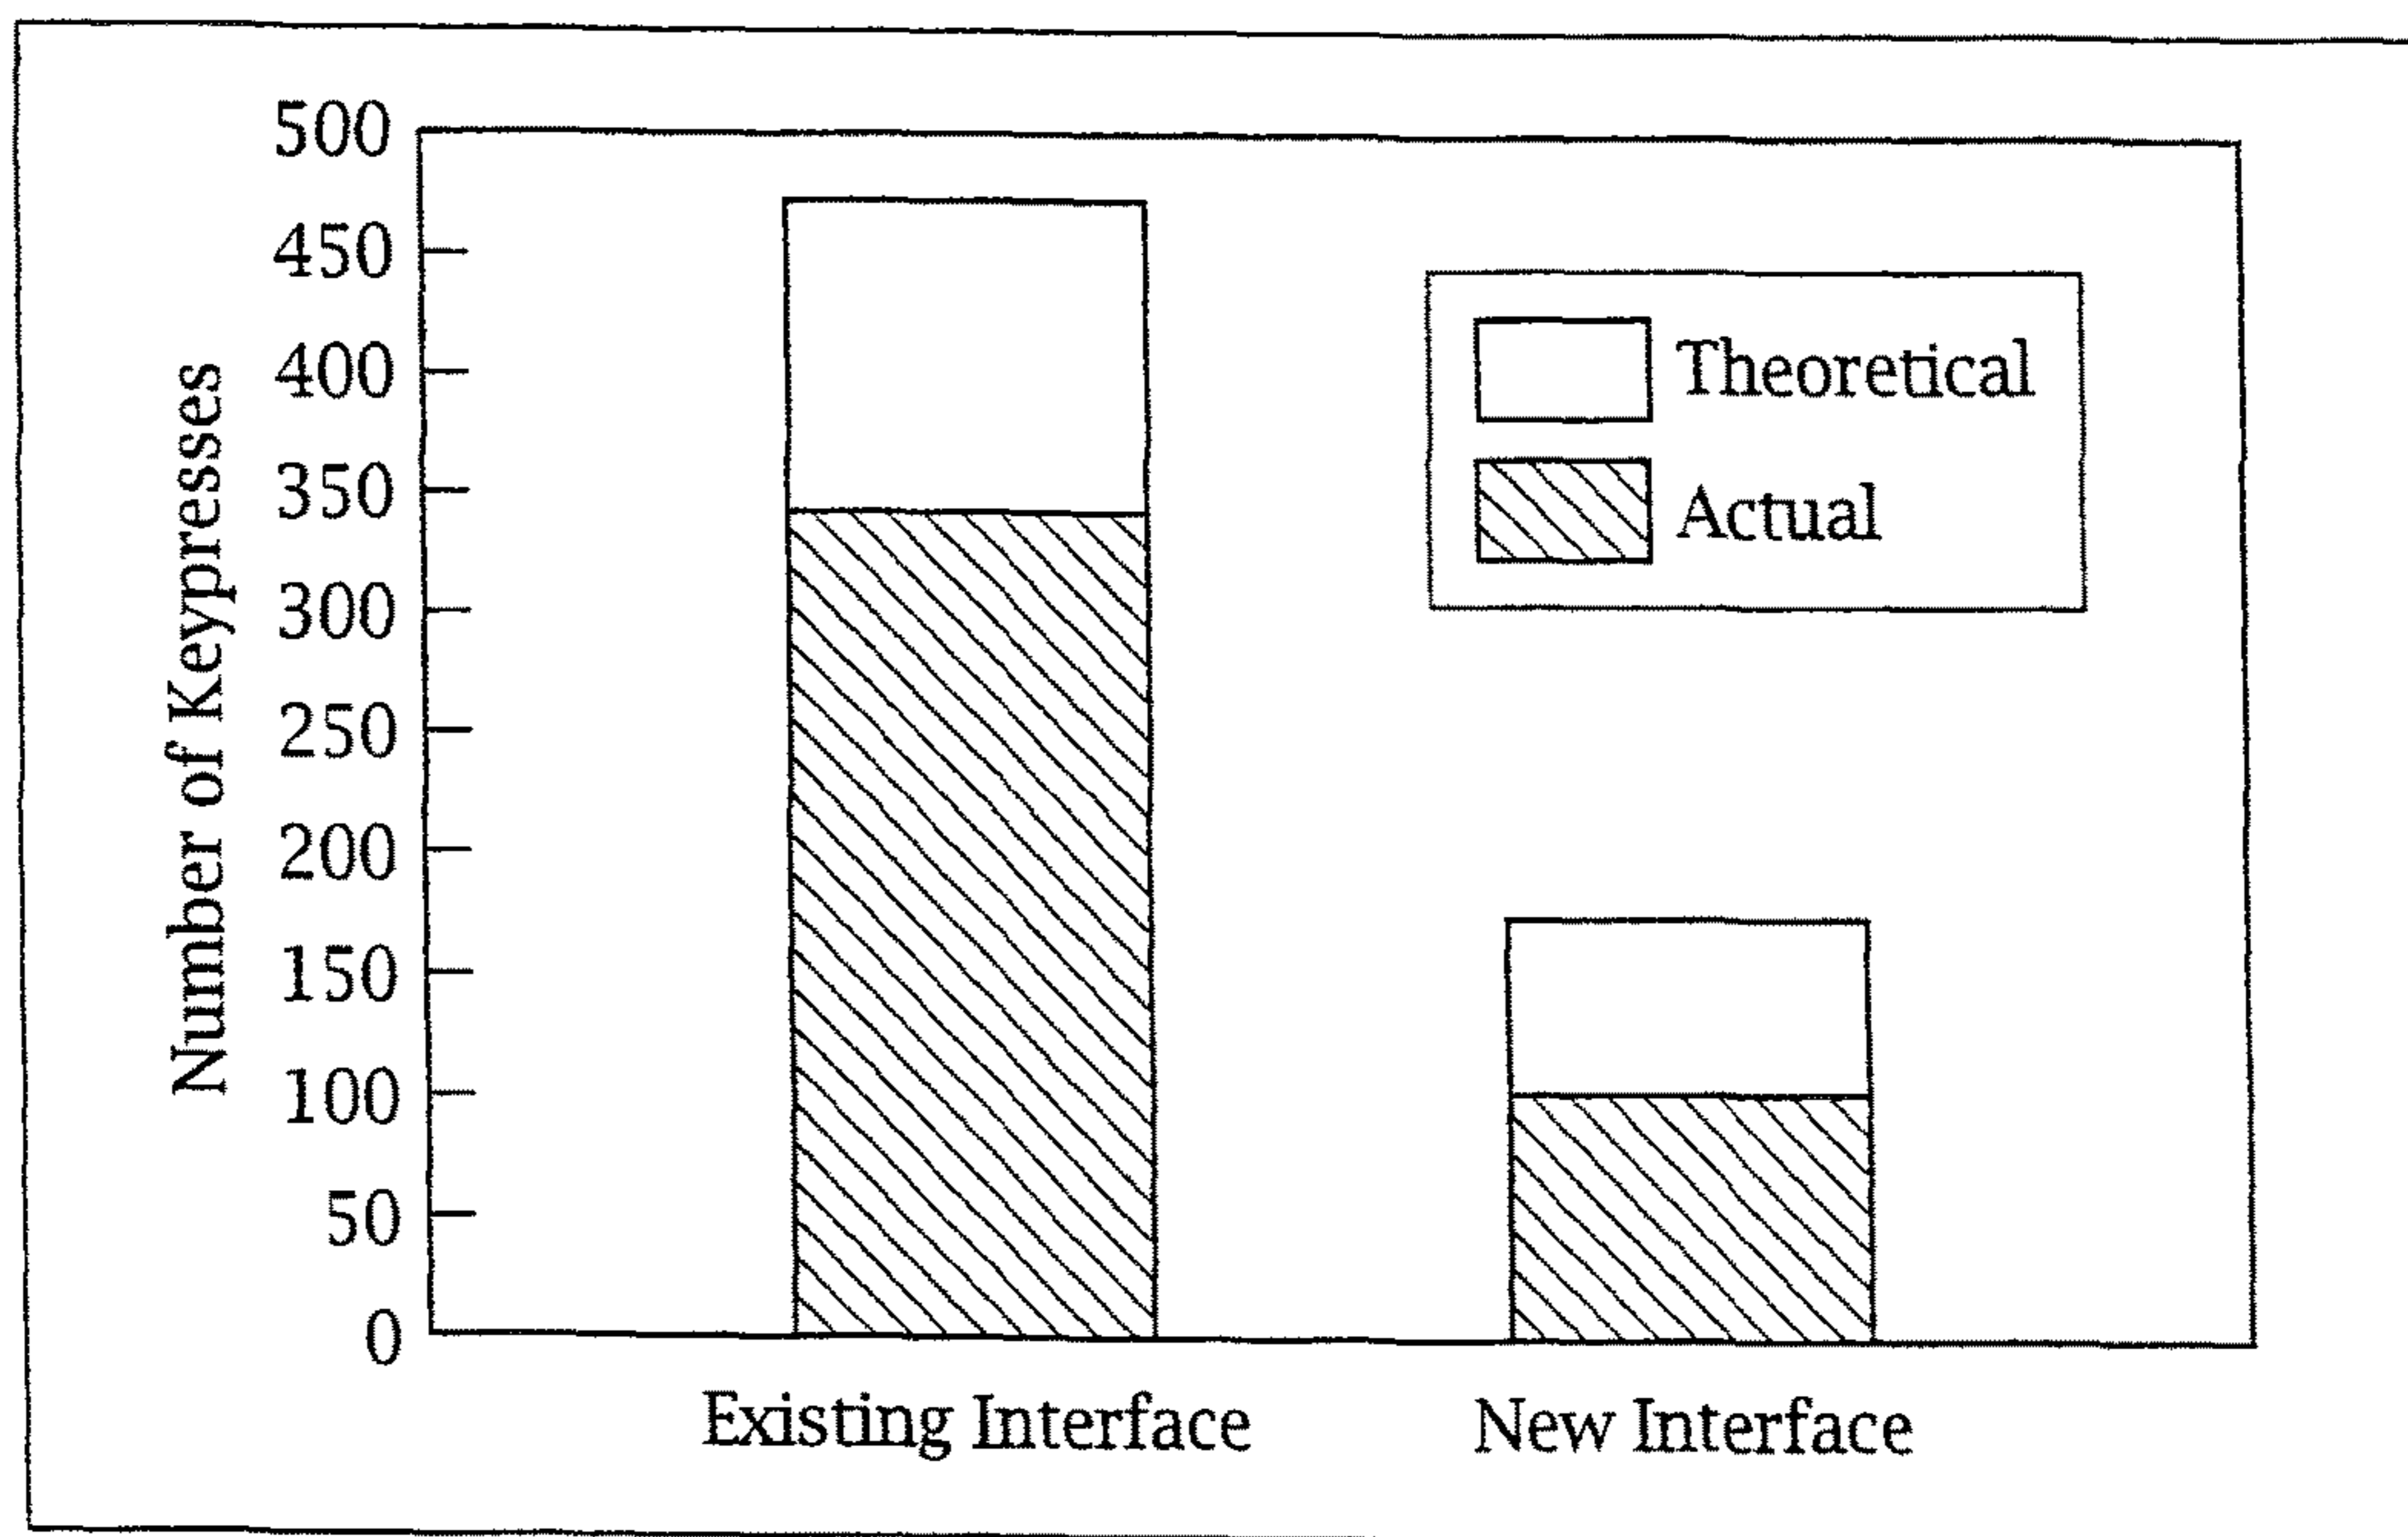 500
450
400
350
300
250
200
150
100
50
0
Number of Keypresses
Theoretical
Actual
Existing Interface
New Interface